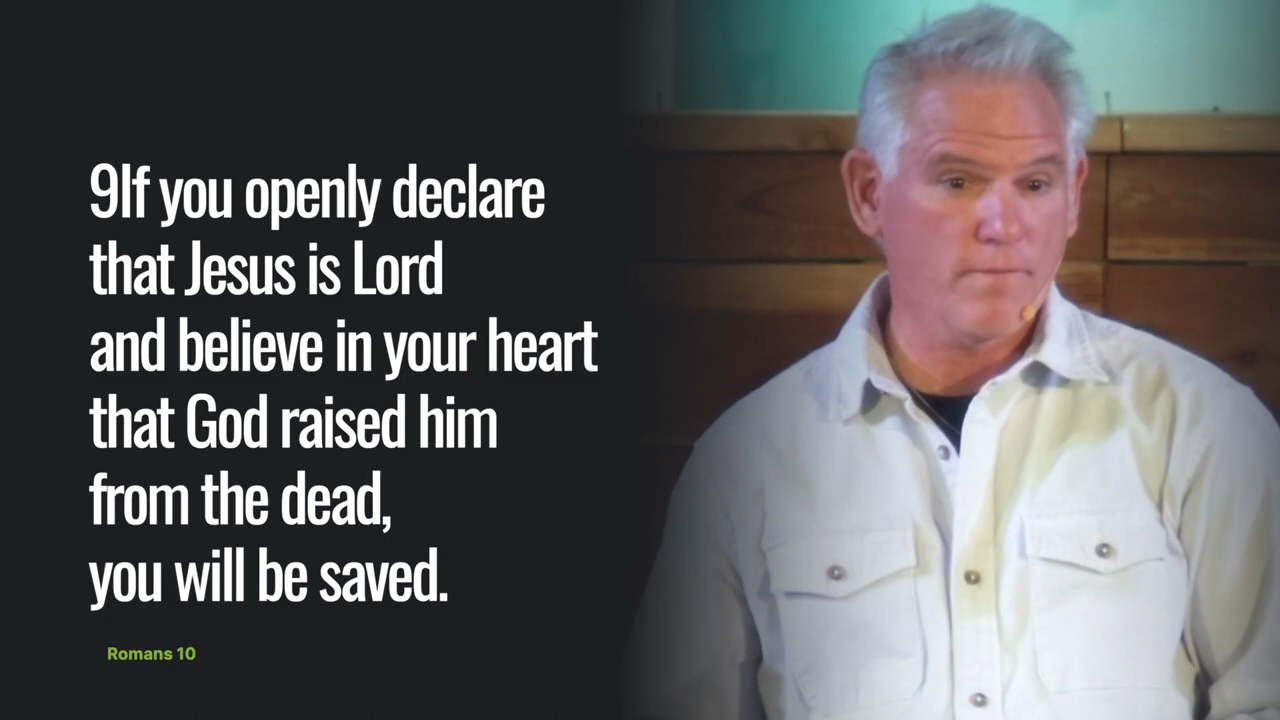 9If you openly declare
that Jesus is Lord
and believe in your heart
that God raised him
from the dead,
you will be saved.
Romans 10